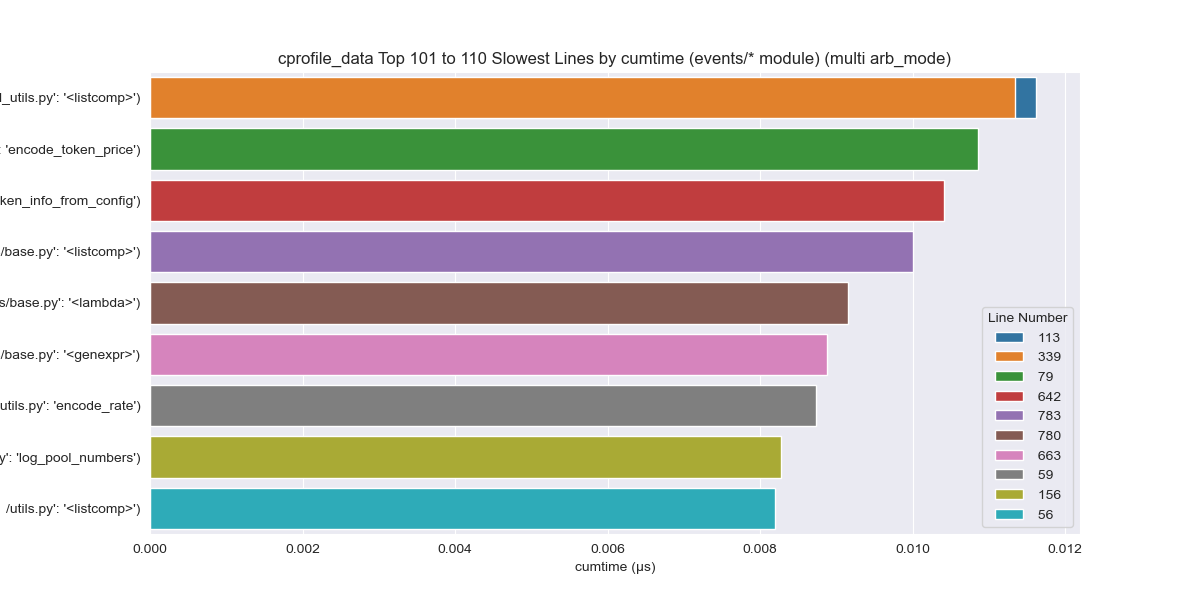 cprofile_data Top 101 to 110 Slowest Lines by cumtime (events/* module) (multi arb_mode)
l_utils.py': '<listcomp>')
: 'encode_token_price')
ken_info_from_config')
/base.py': '<listcomp>')
s/base.py': '<lambda>')
/base.py': '<genexpr>')
utils.py': 'encode_rate')
y': 'log_pool_numbers')
/utils.py': '<listcomp>')
Line Number
113
339
79
642
783
780
663
59
156
56
0.000 0.002 0.004 0.006 0.008 0.010 0.012
cumtime (µs)